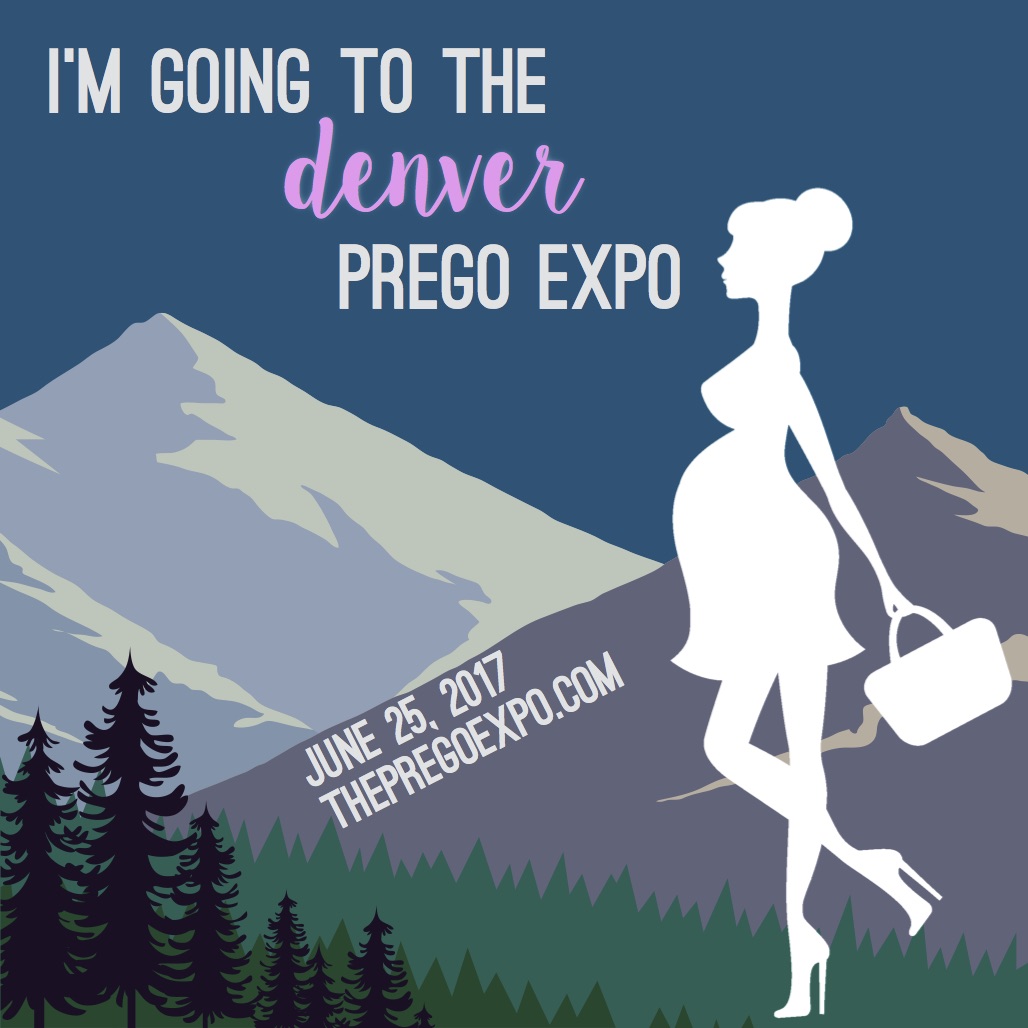 I'M GOING TO THE
denver
PREGO EXPO
JUNE 25, 2017
THEPREGOEXPO.COM